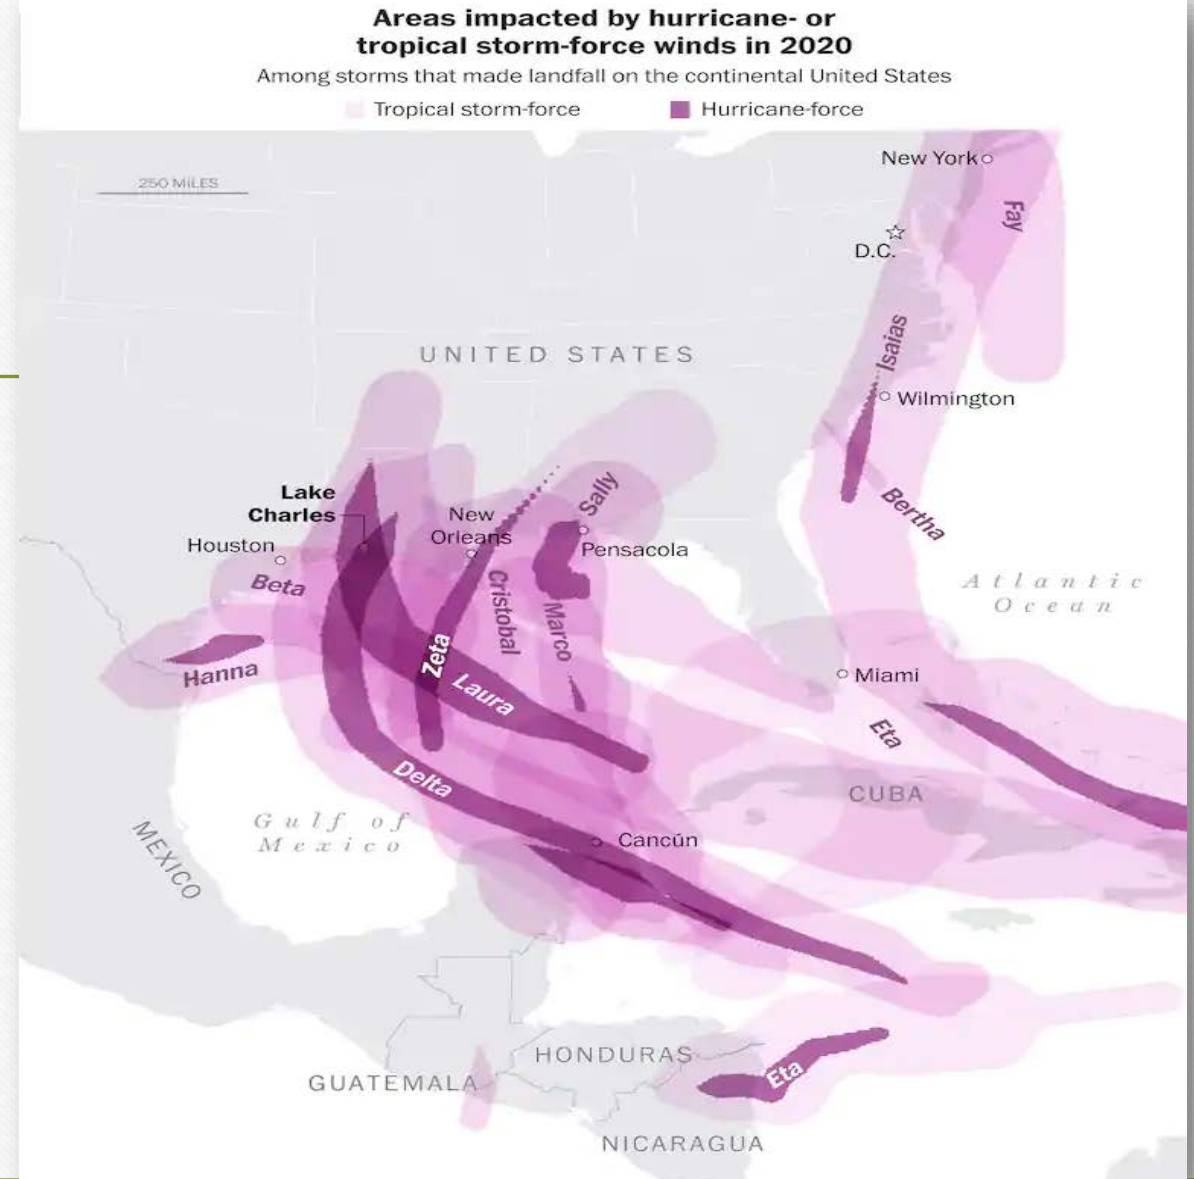 Areas impacted by hurricane- or
tropical storm-force winds in 2020
Among storms that made landfall on the continental United States
Tropical storm-force
Hurricane-force
250 MILES
New York
Fay
D.C.
Isaias
UNITED STATES
Wilmington
Bertha
Lake
Charles
Houston
New
Orleans
Sally
Pensacola
Beta
Cristobal
Marco
Atlantic
Ocean
Hanna
Zeta
Laura
Miami
Eta
Delta
CUBA
Gulf of
Mexico
MEXICO
Cancún
HONDURAS
GUATEMALA
Eta
NICARAGUA